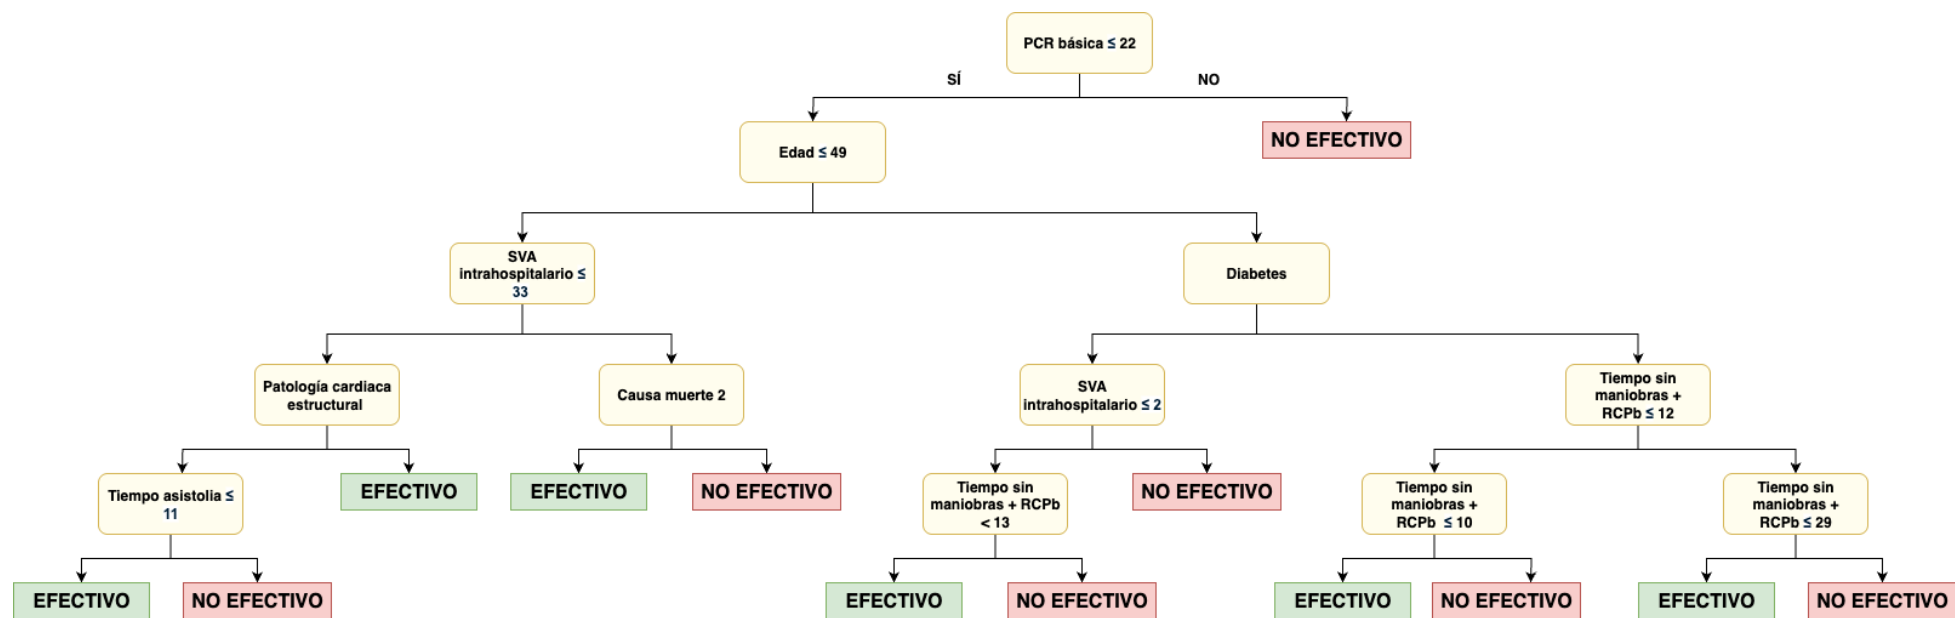 PCR básica ≤ 22
SÍ
NO
NO EFECTIVO
Edad ≤ 49
SVA
intrahospitalario ≤
33
Diabetes
Patología cardiaca
estructural
Causa muerte 2
SVA
intrahospitalario ≤ 2
Tiempo sin
maniobras +
RCPb ≤ 12
Tiempo asistolia ≤
11
EFECTIVO
EFECTIVO
NO EFECTIVO
Tiempo sin
maniobras + RCPb
< 13
NO EFECTIVO
Tiempo sin
maniobras +
RCPb ≤ 10
Tiempo sin
maniobras +
RCPb ≤ 29
EFECTIVO
NO EFECTIVO
EFECTIVO
NO EFECTIVO
EFECTIVO
NO EFECTIVO
EFECTIVO
NO EFECTIVO